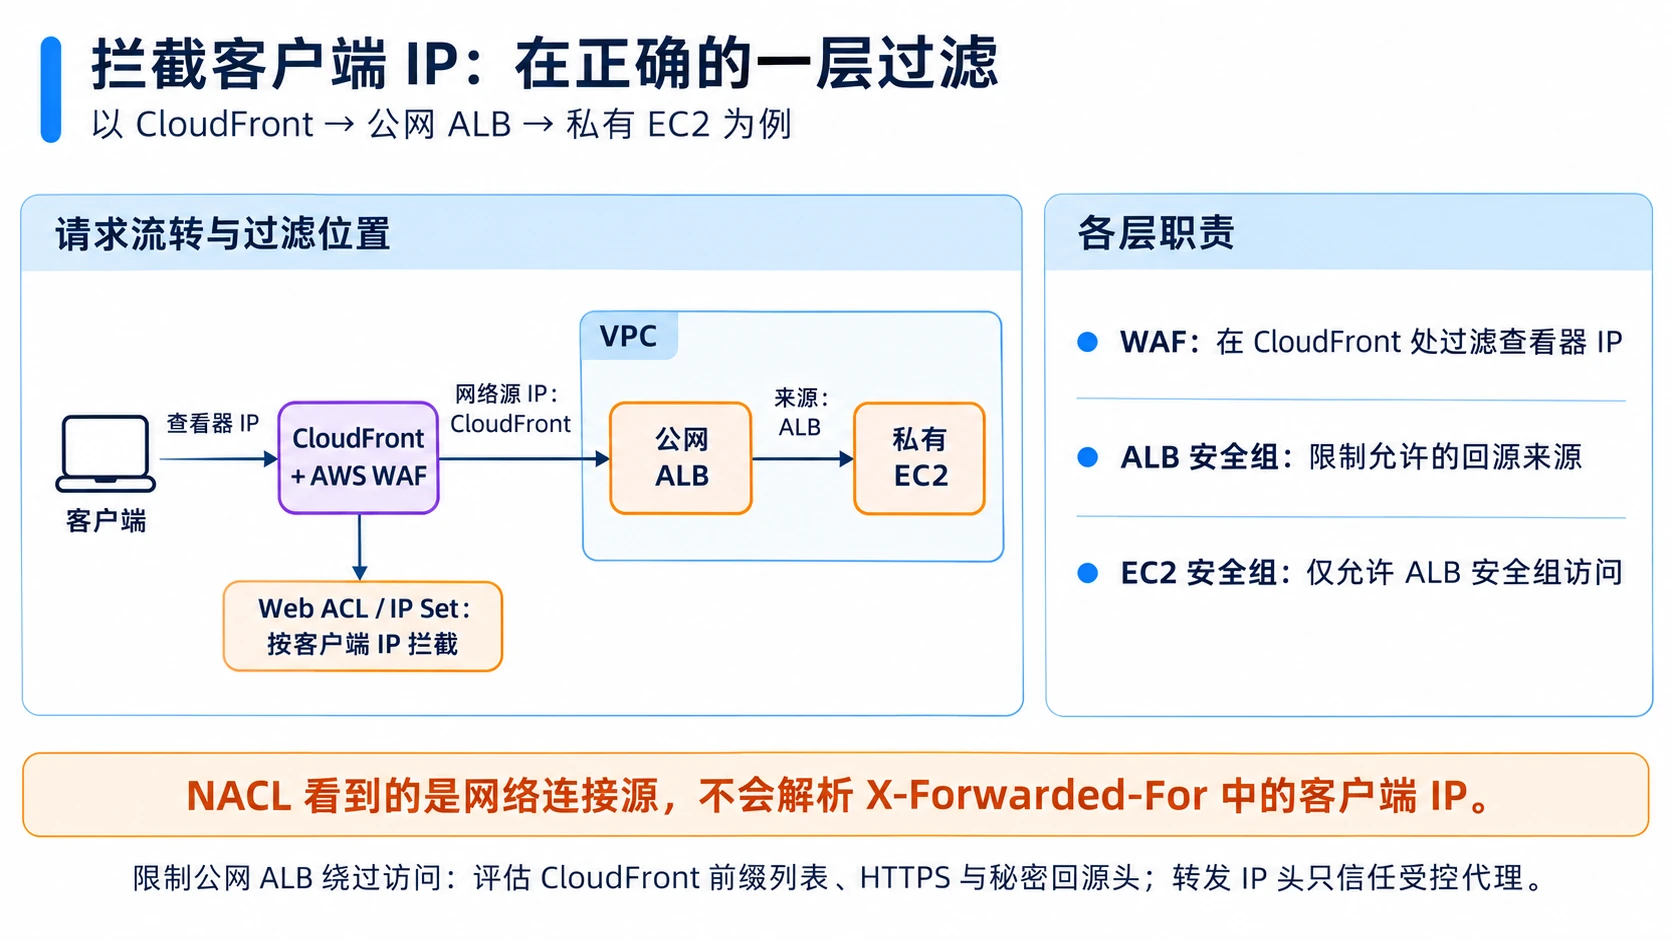 拦截客户端 IP：在正确的一层过滤
以 CloudFront → 公网 ALB → 私有 EC2 为例
请求流转与过滤位置
客户端
查看器 IP
CloudFront
+ AWS WAF
Web ACL / IP Set：
按客户端 IP 拦截
网络源 IP：
CloudFront
VPC
公网
ALB
来源：
ALB
私有
EC2
各层职责
WAF：在 CloudFront 处过滤查看器 IP
ALB 安全组：限制允许的回源来源
EC2 安全组：仅允许 ALB 安全组访问
NACL 看到的是网络连接源，不会解析 X-Forwarded-For 中的客户端 IP。
限制公网 ALB 绕过访问：评估 CloudFront 前缀列表、HTTPS 与秘密回源头；转发 IP 头只信任受控代理。